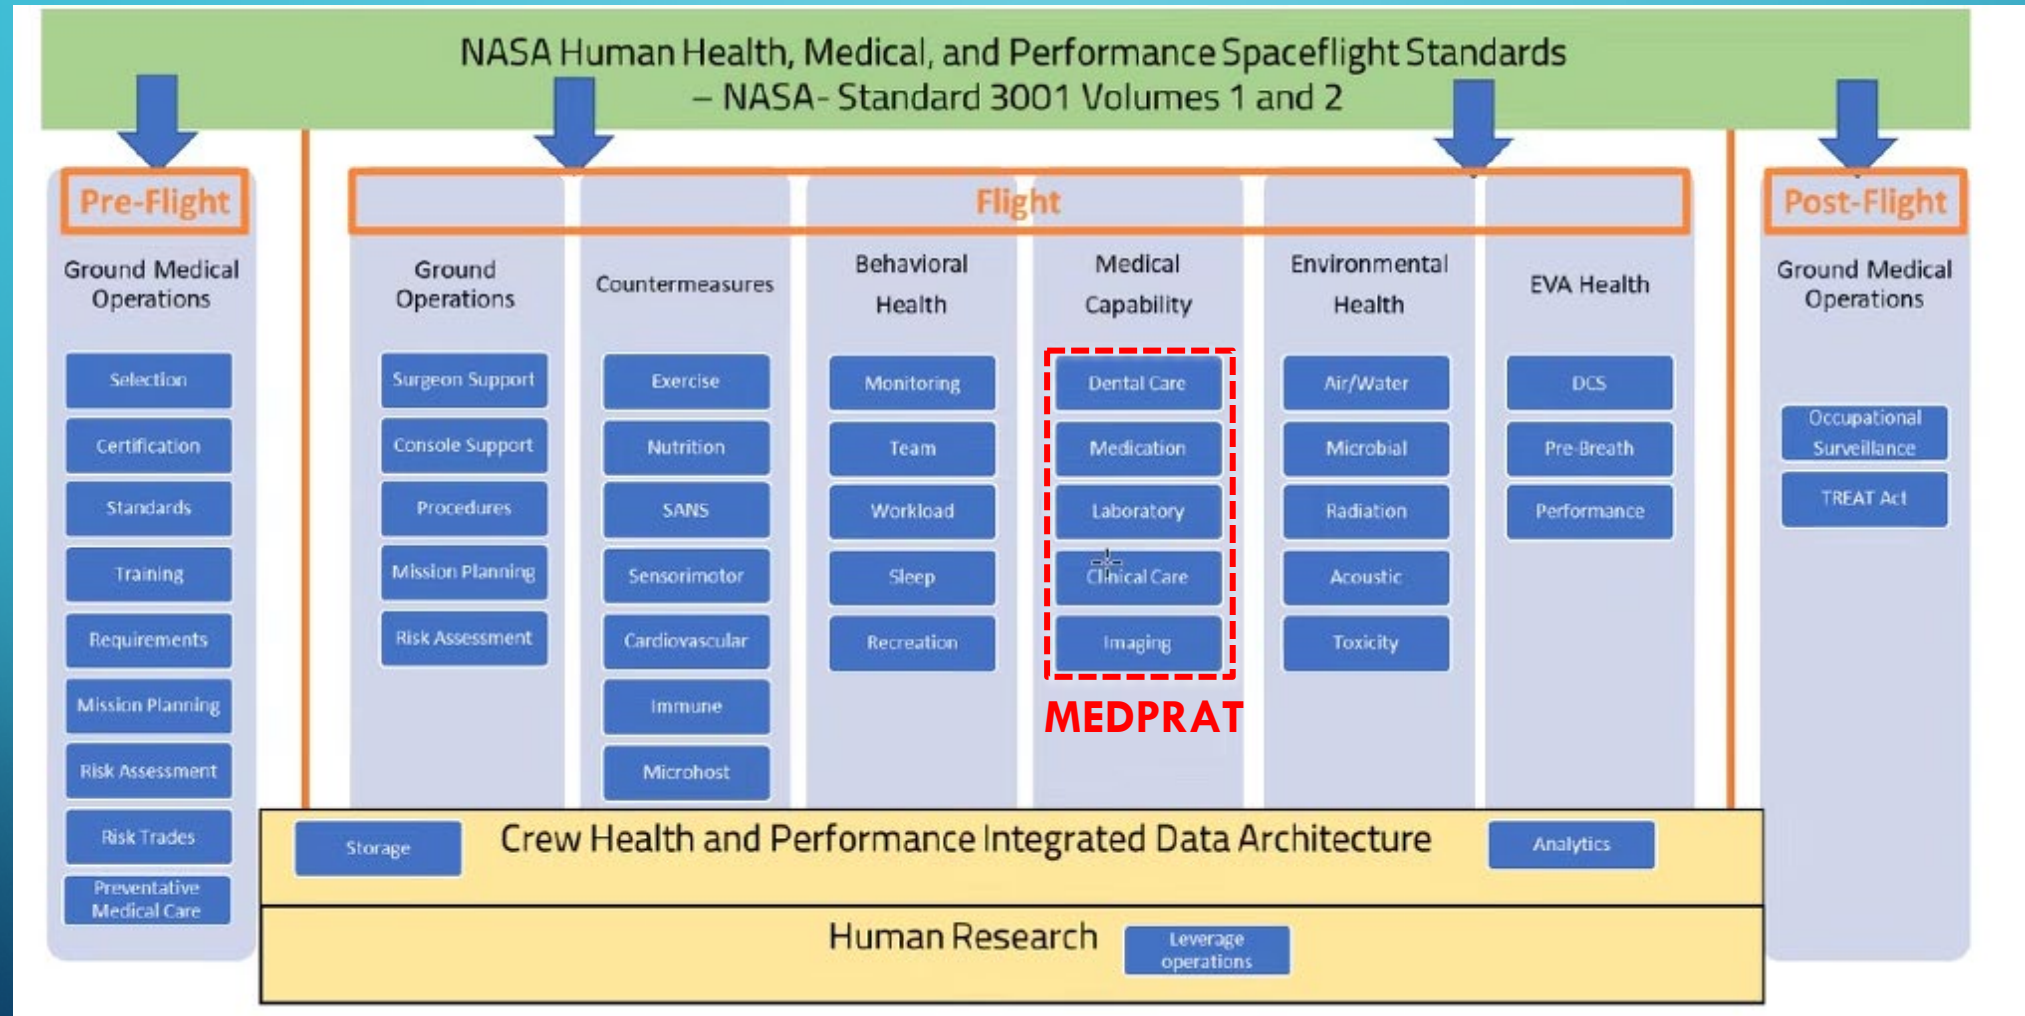 NASA Human Health, Medical, and Performance Spaceflight Standards
– NASA- Standard 3001 Volumes 1 and 2
Pre-Flight
Ground Medical
Operations
Selection
Certification
Standards
Training
Requirements
Mission Planning
Risk Assessment
Risk Trades
Preventative
Medical Care
Flight
Ground
Operations
Surgeon Support
Console Support
Procedures
Mission Planning
Risk Assessment
Countermeasures
Exercise
Nutrition
SANS
Sensorimotor
Cardiovascular
Immune
Microhost
Behavioral
Health
Monitoring
Team
Workload
Sleep
Recreation
Medical
Capability
Dental Care
Medication
Laboratory
Clinical Care
Imaging
MEDPRAT
Environmental
Health
Air/Water
Microbial
Radiation
Acoustic
Toxicity
EVA Health
DCS
Pre-Breath
Performance
Post-Flight
Ground Medical
Operations
Occupational
Surveillance
TREAT Act
Storage
Crew Health and Performance Integrated Data Architecture
Analytics
Human Research
Leverage
operations